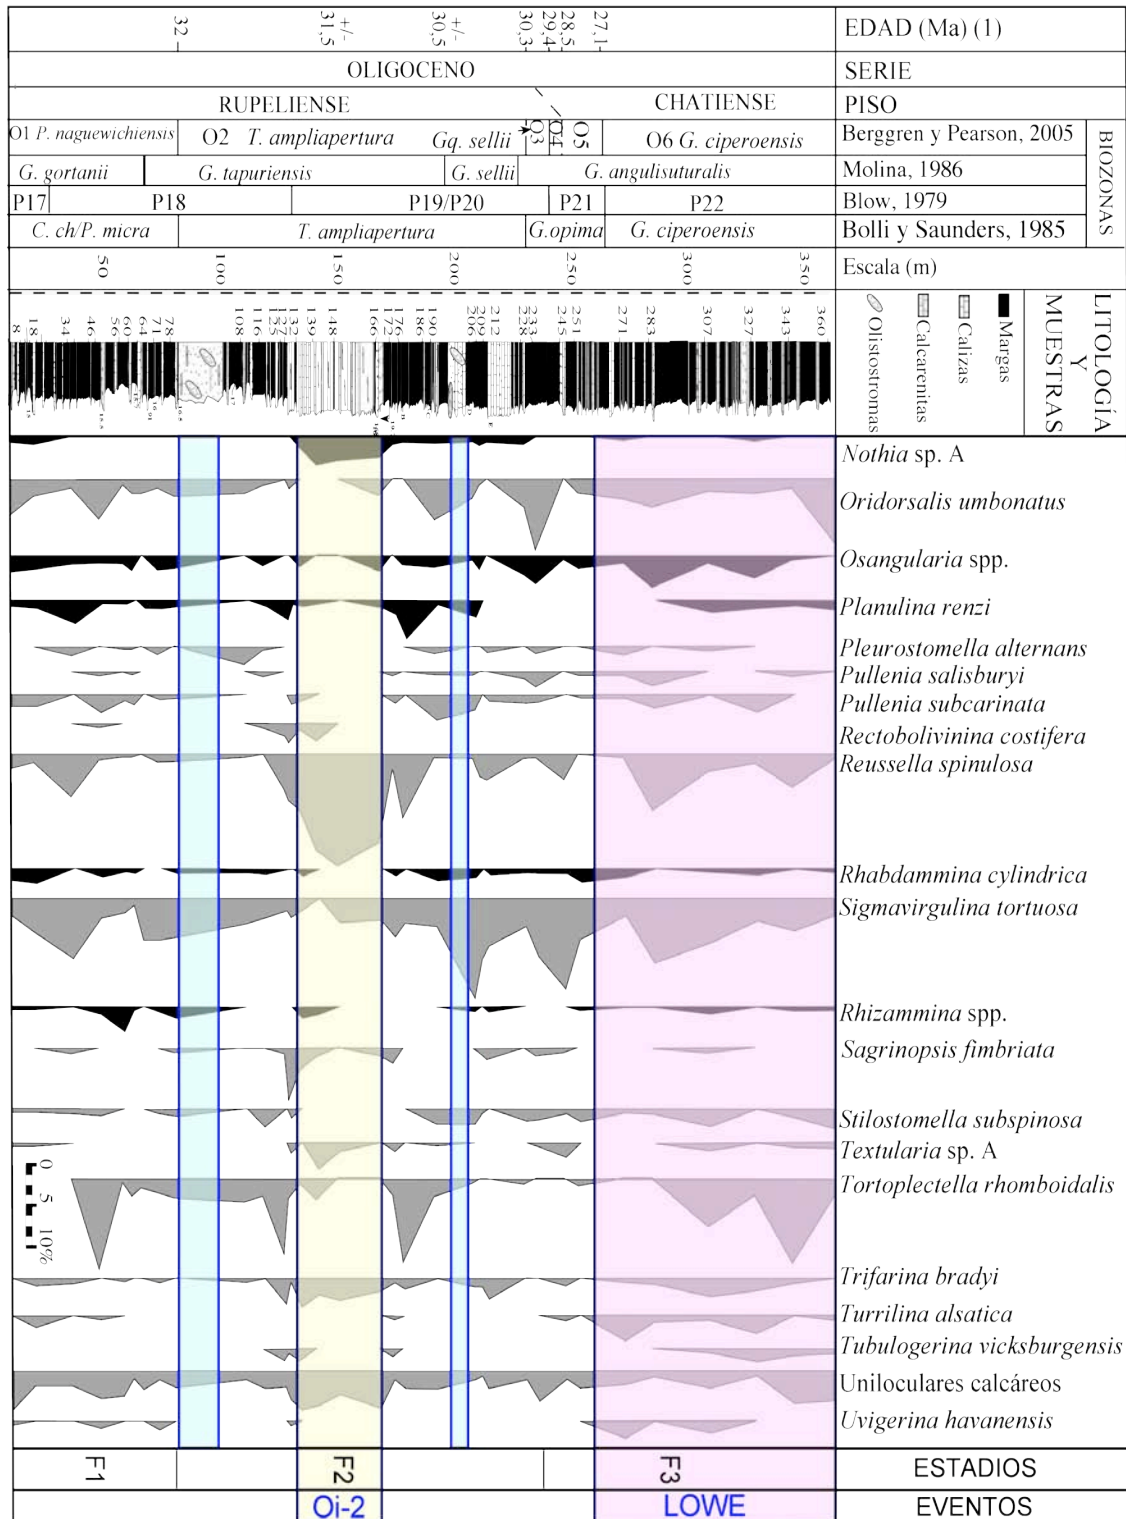 32
31,5 +/-
30,5 +/-
30,3
29,4
28,5
27,1
EDAD (Ma) (1)
OLIGOCENO
SERIE
RUPELIENSE
CHATIENSE
PISO
O1 P. naguewichiensis
O2 T. ampliapertura
Gq. sellii
O3
O4
O5
O6 G. ciperoensis
Berggren y Pearson, 2005
BIOZONAS
G. gortanii
G. tapuriensis
G. sellii
G. angulisuturalis
Molina, 1986
P17
P18
P19/P20
P21
P22
Blow, 1979
C. ch/P. micra
T. ampliapertura
G.opima
G. ciperoensis
Bolli y Saunders, 1985
50
100
150
200
250
300
350
Escala (m)
8
18
34
46
56
60
64
71
78
108
116
125
127
132
139
148
166
172
176
186
190
206
209
212
228
233
245
251
271
283
307
327
343
360
Olistostromas
Calcarenitas
Calizas
Margas
LITOLOGÍA
Y
MUESTRAS
Nothia sp. A
Oridorsalis umbonatus
Osangularia spp.
Planulina renzi
Pleurostomella alternans
Pullenia salisburyi
Pullenia subcarinata
Rectobolivinina costifera
Reussella spinulosa
Rhabdammina cylindrica
Sigmavirgulina tortuosa
Rhizammina spp.
Sagrinopsis fimbriata
Stilostomella subspinosa
Textularia sp. A
Tortoplectella rhomboidalis
0 5 10%
Trifarina bradyi
Turrilina alsatica
Tubulogerina vicksburgensis
Uniloculares calcáreos
Uvigerina havanensis
F1
F2
F3
ESTADIOS
Oi-2
LOWE
EVENTOS